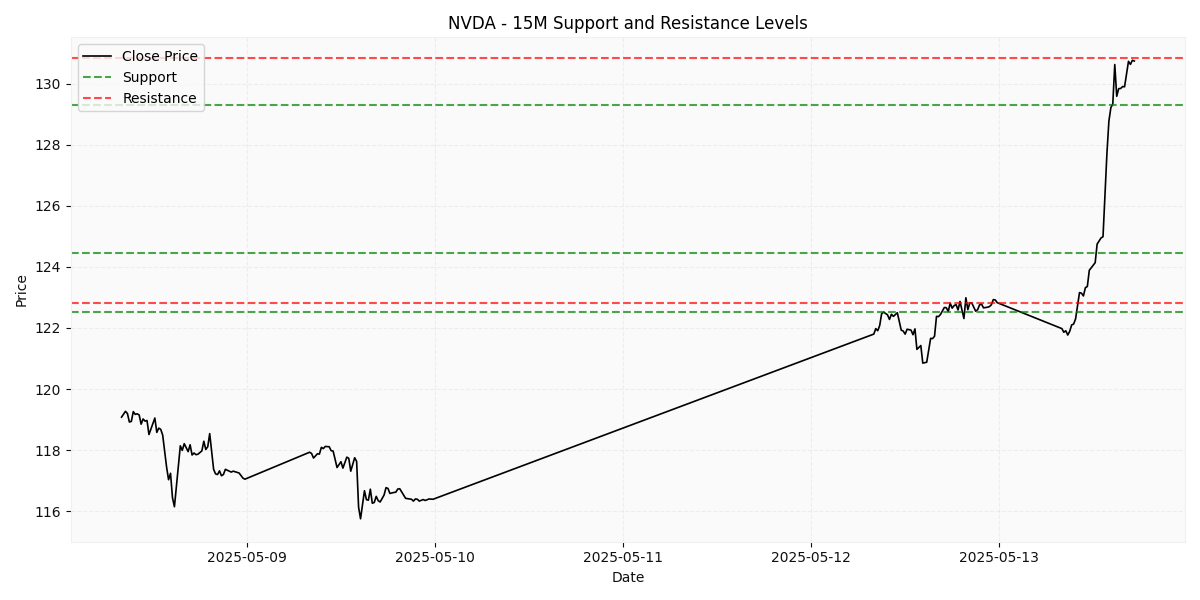 NVDA - 15M Support and Resistance Levels
Close Price
Support
Resistance
Price
130
128
126
124
122
120
118
116
2025-05-09
2025-05-10
2025-05-11
2025-05-12
2025-05-13
Date